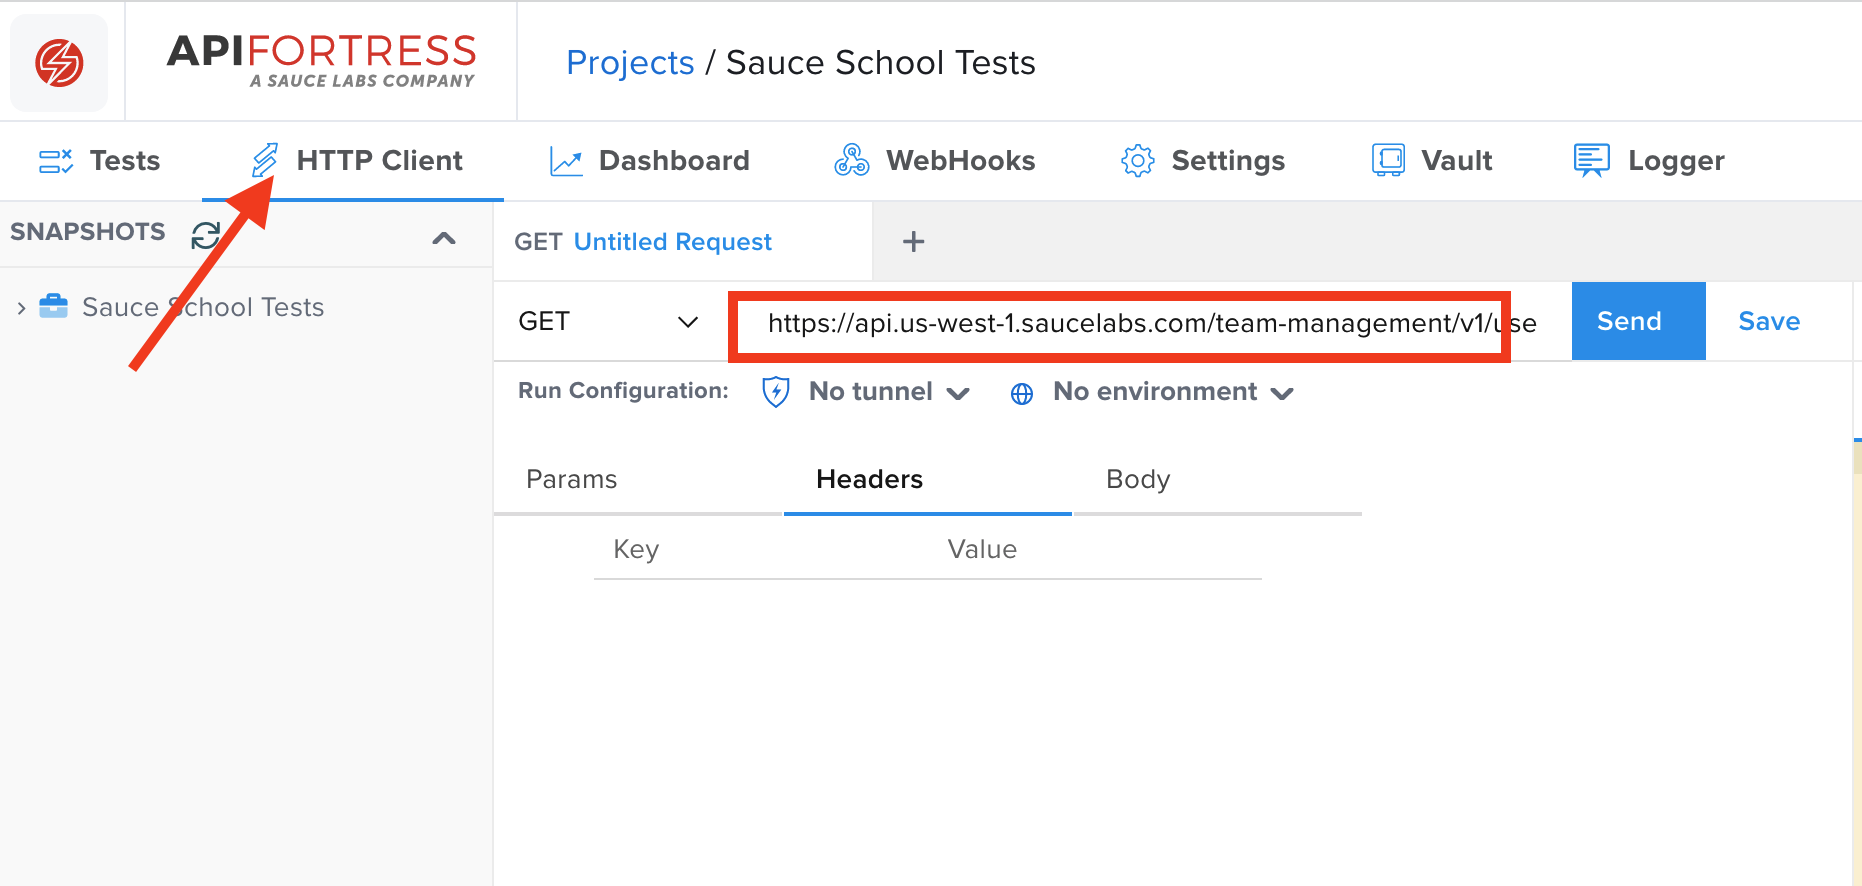 APIFORTRESS
A SAUCE LABS COMPANY
Projects / Sauce School Tests
Tests HTTP Client Dashboard WebHooks Settings Vault Logger
SNAPSHOTS
GET Untitled Request +
Sauce School Tests
GET https://api.us-west-1.saucelabs.com/team-management/v1/use Send Save
Run Configuration: No tunnel No environment
Params Headers Body
Key Value